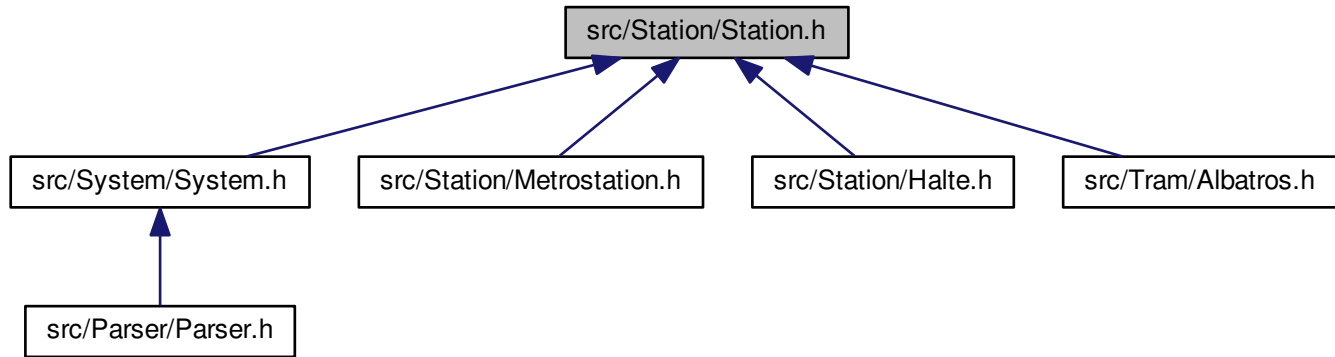 src/Station/Station.h
src/System/System.h
src/Station/Metrostation.h
src/Station/Halte.h
src/Tram/Albatros.h
src/Parser/Parser.h